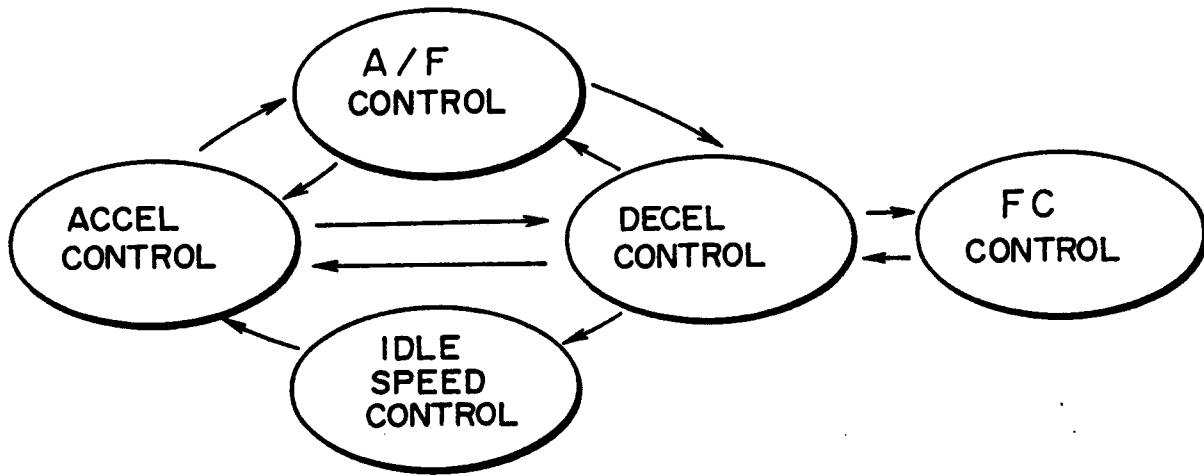 A/F
CONTROL
ACCEL
CONTROL
DECEL
CONTROL
FC
CONTROL
IDLE
SPEED
CONTROL